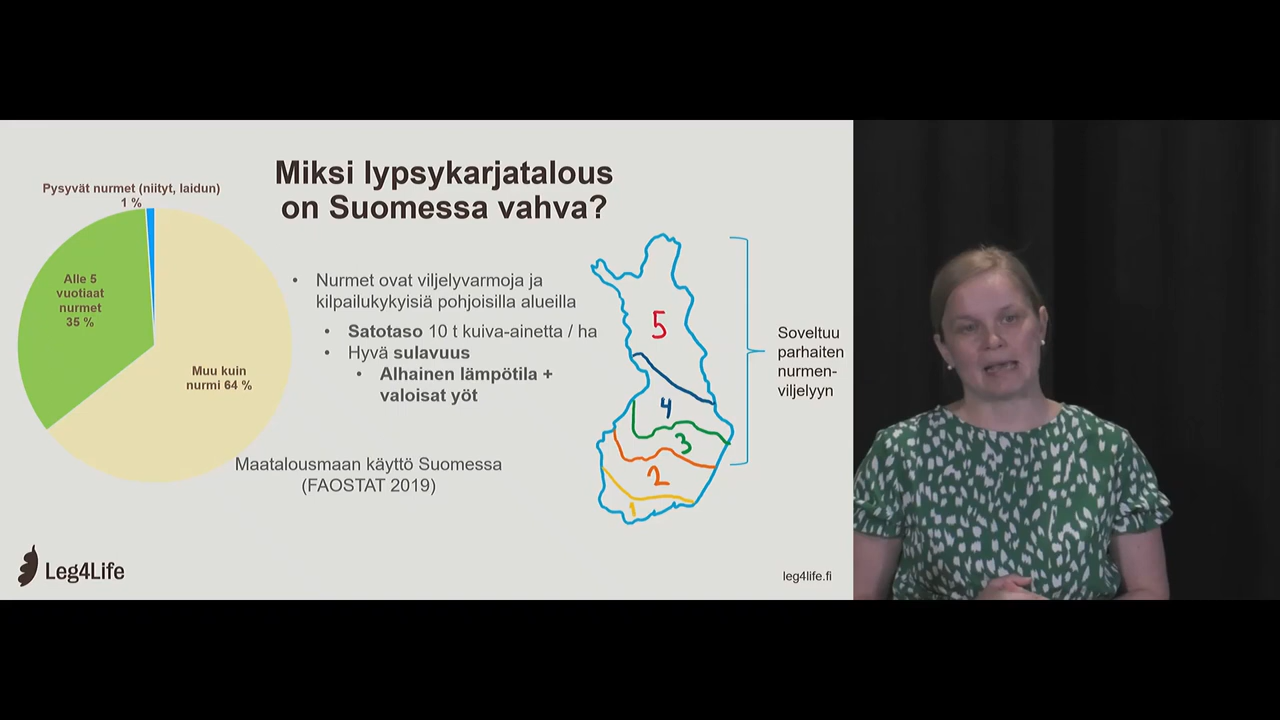 Miksi lypsykarjatalous
on Suomessa vahva?
Pysyvät nurmet (niityt, laidun)
1 %
Alle 5
vuotiaat
nurmet
35 %
Muu kuin
nurmi 64 %
Maatalousmaan käyttö Suomessa
(FAOSTAT 2019)
• Nurmet ovat viljelyvarmoja ja
kilpailukykyisiä pohjoisilla alueilla
• Satotaso 10 t kuiva-ainetta / ha
• Hyvä sulavuus
• Alhainen lämpötila +
valoisat yöt
5
4
3
2
1
Soveltuu
parhaiten
nurmen-
viljelyyn
Leg4Life
leg4life.fi